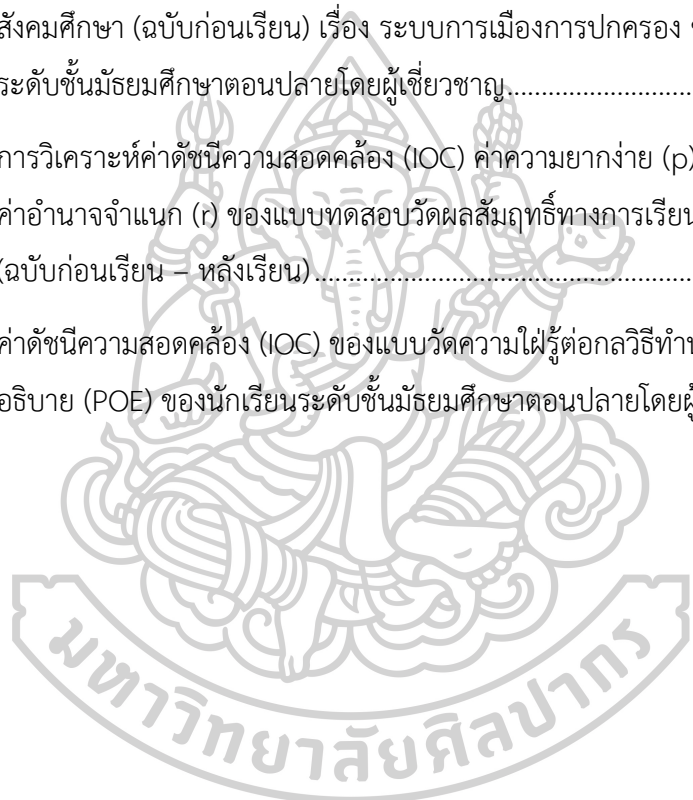 สังคมศึกษา (ฉบับก่อนเรียน) เรื่อง ระบบการเมืองการปกครอง
ระดับชั้นมัธยมศึกษาตอนปลายโดยผู้เชี่ยวชาญ
การวิเคราะห์ค่าดัชนีความสอดคล้อง (IOC) ค่าความยากง่าย (p)
ค่าอำนาจจำแนก (r) ของแบบทดสอบวัดผลสัมฤทธิ์ทางการเรียน
(ฉบับก่อนเรียน – หลังเรียน)
ค่าดัชนีความสอดคล้อง (IOC) ของแบบวัดความใฝ่รู้ต่อกลวิธี
อธิบาย (POE) ของนักเรียนระดับชั้นมัธยมศึกษาตอนปลายโดย
มหาวิทยาลัยศิลปากร